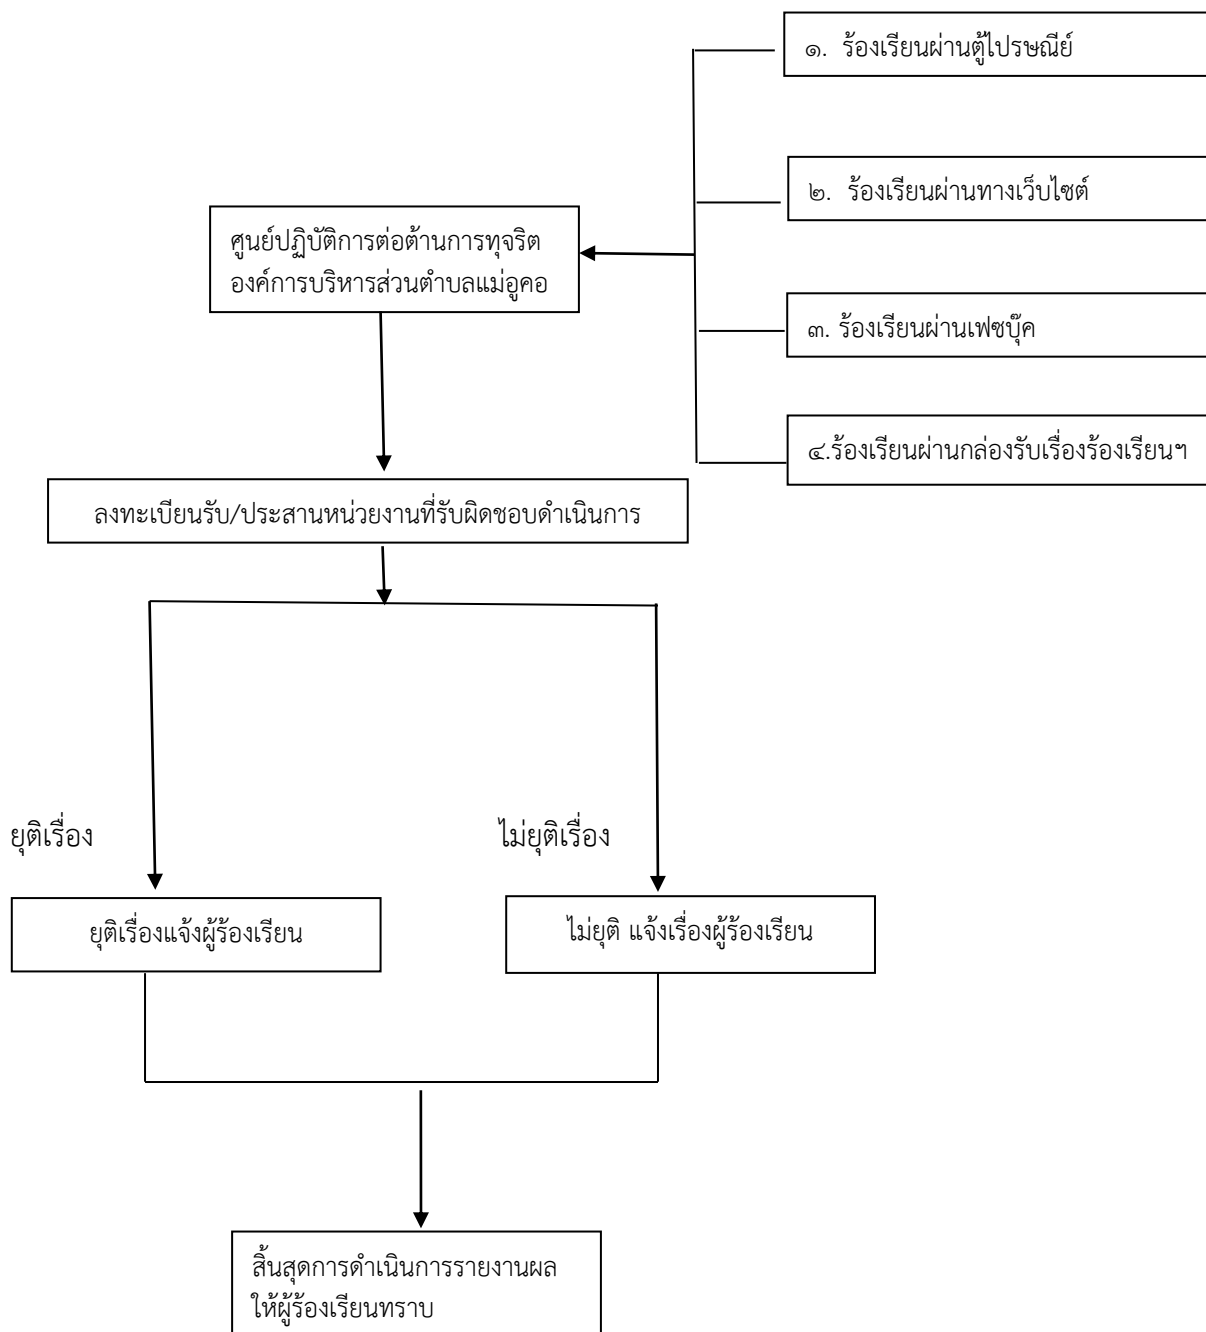 ๑. ร้องเรียนผ่านตู้ไปรษณีย์
๒. ร้องเรียนผ่านทางเว็บไซต์
ศูนย์ปฏิบัติการต่อต้านการทุจริต
องค์การบริหารส่วนตำบลแม่อูคอ
๓. ร้องเรียนผ่านเฟซบุ๊ค
๔.ร้องเรียนผ่านกล่องรับเรื่องร้องเรียนฯ
ลงทะเบียนรับ/ประสานหน่วยงานที่รับผิดชอบดำเนินการ
ยุติเรื่อง
ไม่ยุติเรื่อง
ยุติเรื่องแจ้งผู้ร้องเรียน
ไม่ยุติ แจ้งเรื่องผู้ร้องเรียน
สิ้นสุดการดำเนินการรายงานผล
ให้ผู้ร้องเรียนทราบ